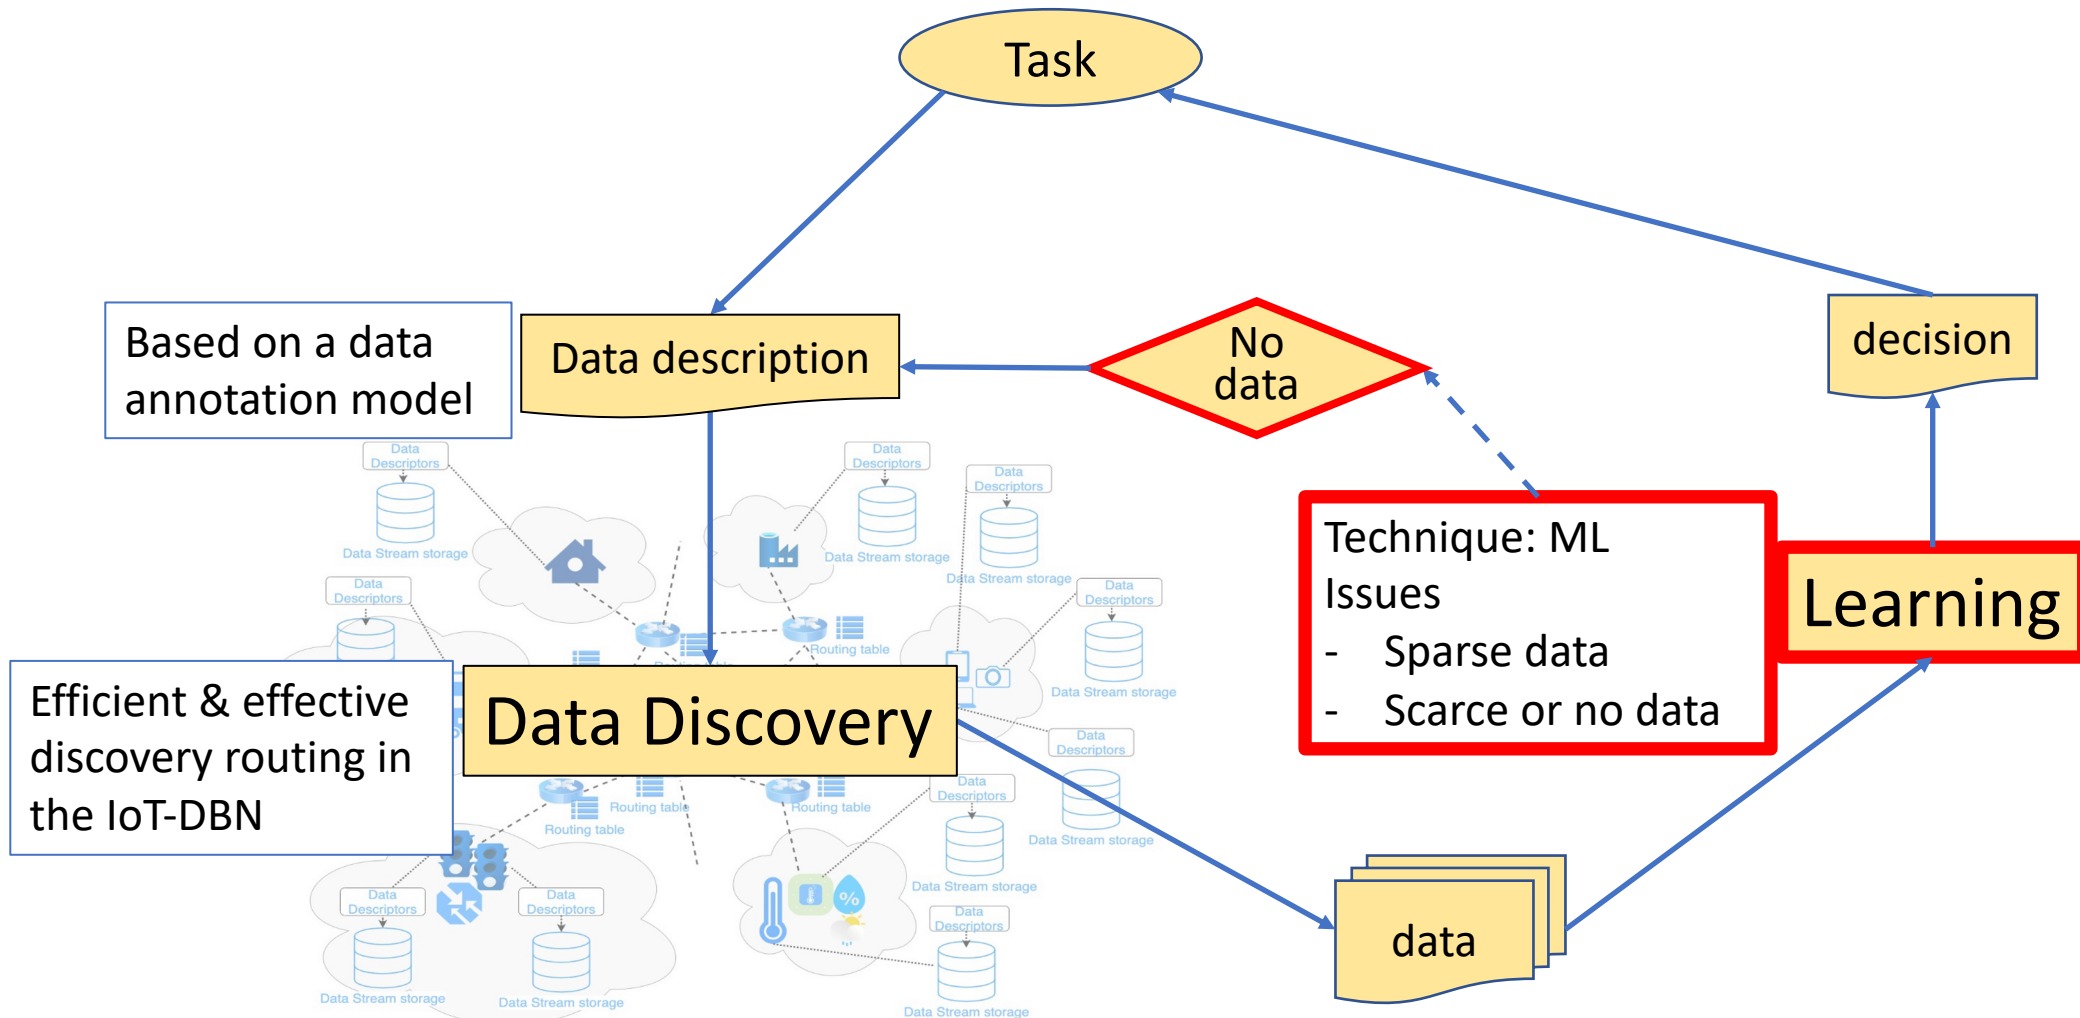 Task
Based on a data
annotation model
Data description
No
data
decision
Data
Descriptors
Data Stream storage
Data
Descriptors
Data Stream storage
Data
Descriptors
Data Stream storage
Data
Descriptors
Data
Descriptors
Data Stream storage
Technique: ML
Issues
- Sparse data
- Scarce or no data
Learning
Routing table
Efficient & effective
discovery routing in
the IoT-DBN
Data Discovery
Data
Descriptors
Data Stream storage
Routing table
Routing table
Routing table
Data
Descriptors
Data Stream storage
Data
Descriptors
Data Stream storage
Data
Descriptors
Data Stream storage
Data
Descriptors
Data Stream storage
%
data